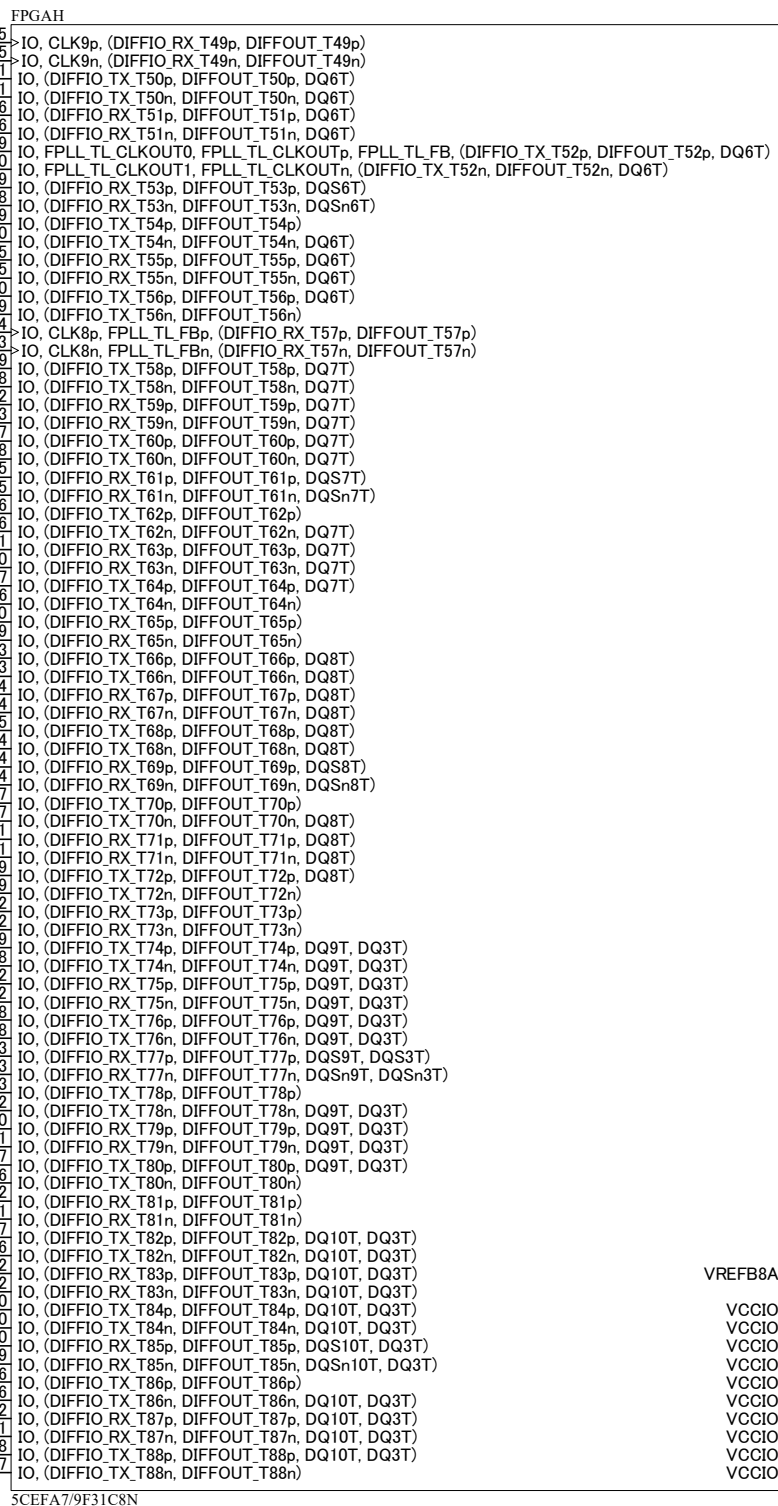 FPGAH
IO, CLK9p, (DIFFIO_RX_T49p, DIFFOUT_T49p)
IO, CLK9n, (DIFFIO_RX_T49n, DIFFOUT_T49n)
IO, (DIFFIO_TX_T50p, DIFFOUT_T50p, DQ6T)
IO, (DIFFIO_TX_T50n, DIFFOUT_T50n, DQ6T)
IO, (DIFFIO_RX_T51p, DIFFOUT_T51p, DQ6T)
IO, (DIFFIO_RX_T51n, DIFFOUT_T51n, DQ6T)
IO, FPLL_TL_CLKOUT0, FPLL_TL_CLKOUTp, FPLL_TL_FB, (DIFFIO_TX_T52p, DIFFOUT_T52p, DQ6T)
IO, FPLL_TL_CLKOUT1, FPLL_TL_CLKOUTn, (DIFFIO_TX_T52n, DIFFOUT_T52n, DQ6T)
IO, (DIFFIO_RX_T53p, DIFFOUT_T53p, DQS6T)
IO, (DIFFIO_RX_T53n, DIFFOUT_T53n, DQSn6T)
IO, (DIFFIO_TX_T54p, DIFFOUT_T54p)
IO, (DIFFIO_TX_T54n, DIFFOUT_T54n, DQ6T)
IO, (DIFFIO_RX_T55p, DIFFOUT_T55p, DQ6T)
IO, (DIFFIO_RX_T55n, DIFFOUT_T55n, DQ6T)
IO, (DIFFIO_TX_T56p, DIFFOUT_T56p, DQ6T)
IO, (DIFFIO_TX_T56n, DIFFOUT_T56n)
IO, CLK8p, FPLL_TL_FBp, (DIFFIO_RX_T57p, DIFFOUT_T57p)
IO, CLK8n, FPLL_TL_FBn, (DIFFIO_RX_T57n, DIFFOUT_T57n)
IO, (DIFFIO_TX_T58p, DIFFOUT_T58p, DQ7T)
IO, (DIFFIO_TX_T58n, DIFFOUT_T58n, DQ7T)
IO, (DIFFIO_RX_T59p, DIFFOUT_T59p, DQ7T)
IO, (DIFFIO_RX_T59n, DIFFOUT_T59n, DQ7T)
IO, (DIFFIO_TX_T60p, DIFFOUT_T60p, DQ7T)
IO, (DIFFIO_TX_T60n, DIFFOUT_T60n, DQ7T)
IO, (DIFFIO_RX_T61p, DIFFOUT_T61p, DQS7T)
IO, (DIFFIO_RX_T61n, DIFFOUT_T61n, DQSn7T)
IO, (DIFFIO_TX_T62p, DIFFOUT_T62p)
IO, (DIFFIO_TX_T62n, DIFFOUT_T62n, DQ7T)
IO, (DIFFIO_RX_T63p, DIFFOUT_T63p, DQ7T)
IO, (DIFFIO_RX_T63n, DIFFOUT_T63n, DQ7T)
IO, (DIFFIO_TX_T64p, DIFFOUT_T64p, DQ7T)
IO, (DIFFIO_TX_T64n, DIFFOUT_T64n)
IO, (DIFFIO_RX_T65p, DIFFOUT_T65p)
IO, (DIFFIO_RX_T65n, DIFFOUT_T65n)
IO, (DIFFIO_TX_T66p, DIFFOUT_T66p, DQ8T)
IO, (DIFFIO_TX_T66n, DIFFOUT_T66n, DQ8T)
IO, (DIFFIO_RX_T67p, DIFFOUT_T67p, DQ8T)
IO, (DIFFIO_RX_T67n, DIFFOUT_T67n, DQ8T)
IO, (DIFFIO_TX_T68p, DIFFOUT_T68p, DQ8T)
IO, (DIFFIO_TX_T68n, DIFFOUT_T68n, DQ8T)
IO, (DIFFIO_RX_T69p, DIFFOUT_T69p, DQS8T)
IO, (DIFFIO_RX_T69n, DIFFOUT_T69n, DQSn8T)
IO, (DIFFIO_TX_T70p, DIFFOUT_T70p)
IO, (DIFFIO_TX_T70n, DIFFOUT_T70n, DQ8T)
IO, (DIFFIO_RX_T71p, DIFFOUT_T71p, DQ8T)
IO, (DIFFIO_RX_T71n, DIFFOUT_T71n, DQ8T)
IO, (DIFFIO_TX_T72p, DIFFOUT_T72p, DQ8T)
IO, (DIFFIO_TX_T72n, DIFFOUT_T72n)
IO, (DIFFIO_RX_T73p, DIFFOUT_T73p)
IO, (DIFFIO_RX_T73n, DIFFOUT_T73n)
IO, (DIFFIO_TX_T74p, DIFFOUT_T74p, DQ9T, DQ3T)
IO, (DIFFIO_TX_T74n, DIFFOUT_T74n, DQ9T, DQ3T)
IO, (DIFFIO_RX_T75p, DIFFOUT_T75p, DQ9T, DQ3T)
IO, (DIFFIO_RX_T75n, DIFFOUT_T75n, DQ9T, DQ3T)
IO, (DIFFIO_TX_T76p, DIFFOUT_T76p, DQ9T, DQ3T)
IO, (DIFFIO_TX_T76n, DIFFOUT_T76n, DQ9T, DQ3T)
IO, (DIFFIO_RX_T77p, DIFFOUT_T77p, DQS9T, DQS3T)
IO, (DIFFIO_RX_T77n, DIFFOUT_T77n, DQSn9T, DQSn3T)
IO, (DIFFIO_TX_T78p, DIFFOUT_T78p)
IO, (DIFFIO_TX_T78n, DIFFOUT_T78n, DQ9T, DQ3T)
IO, (DIFFIO_RX_T79p, DIFFOUT_T79p, DQ9T, DQ3T)
IO, (DIFFIO_RX_T79n, DIFFOUT_T79n, DQ9T, DQ3T)
IO, (DIFFIO_TX_T80p, DIFFOUT_T80p, DQ9T, DQ3T)
IO, (DIFFIO_TX_T80n, DIFFOUT_T80n)
IO, (DIFFIO_RX_T81p, DIFFOUT_T81p)
IO, (DIFFIO_RX_T81n, DIFFOUT_T81n)
IO, (DIFFIO_TX_T82p, DIFFOUT_T82p, DQ10T, DQ3T)
IO, (DIFFIO_TX_T82n, DIFFOUT_T82n, DQ10T, DQ3T)
IO, (DIFFIO_RX_T83p, DIFFOUT_T83p, DQ10T, DQ3T) VREFB8A
IO, (DIFFIO_RX_T83n, DIFFOUT_T83n, DQ10T, DQ3T)
IO, (DIFFIO_TX_T84p, DIFFOUT_T84p, DQ10T, DQ3T) VCCIO
IO, (DIFFIO_TX_T84n, DIFFOUT_T84n, DQ10T, DQ3T) VCCIO
IO, (DIFFIO_RX_T85p, DIFFOUT_T85p, DQS10T, DQ3T) VCCIO
IO, (DIFFIO_RX_T85n, DIFFOUT_T85n, DQSn10T, DQ3T) VCCIO
IO, (DIFFIO_TX_T86p, DIFFOUT_T86p) VCCIO
IO, (DIFFIO_TX_T86n, DIFFOUT_T86n, DQ10T, DQ3T) VCCIO
IO, (DIFFIO_RX_T87p, DIFFOUT_T87p, DQ10T, DQ3T) VCCIO
IO, (DIFFIO_RX_T87n, DIFFOUT_T87n, DQ10T, DQ3T) VCCIO
IO, (DIFFIO_TX_T88p, DIFFOUT_T88p, DQ10T, DQ3T) VCCIO
IO, (DIFFIO_TX_T88n, DIFFOUT_T88n) VCCIO
5CEFA7/9F31C8N